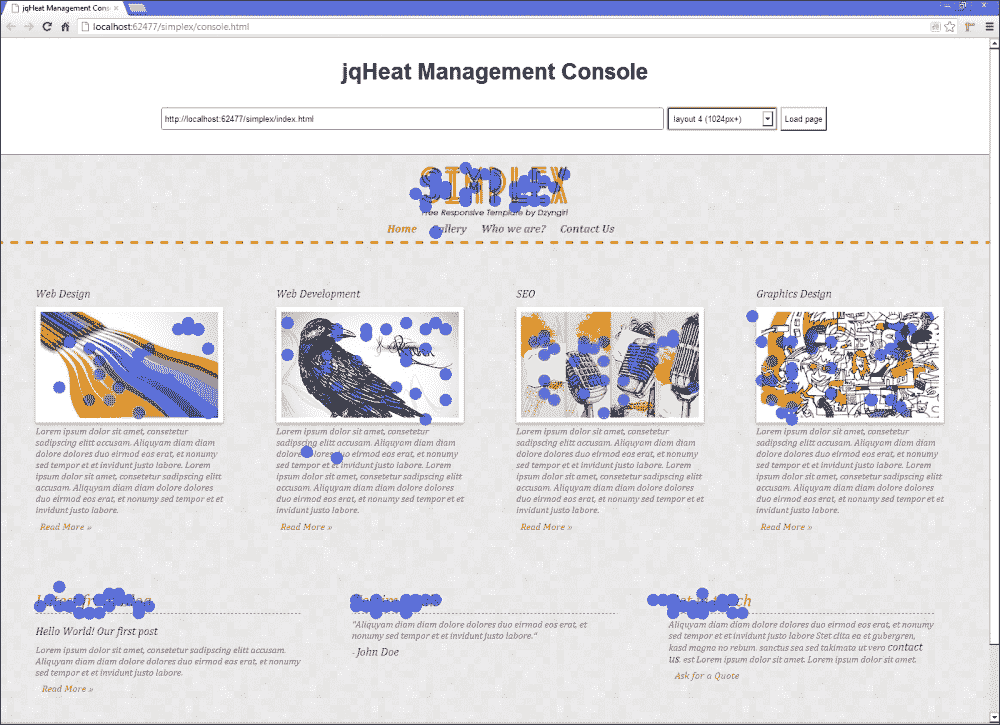 jqHeat Management Cons
localhost:62477/simplex/console.html
jqHeat Management Console
http://localhost:62477/simplex/index.html
layout 4 (1024px+)
Load page
SIMPLEX
Free Responsive Template by Dzyngiri
Home Gallery Who we are? Contact Us
Web Design
Lorem ipsum dolor sit amet, consetetur
sadipscing elitt accusam. Aliquyam diam diam
dolore dolores duo eirmod eos erat, et nonumy
sed tempor et et invidunt justo labore. Lorem
ipsum dolor sit amet, consetetur sadipscing elitt
accusam. Aliquyam diam diam dolore dolores
duo eirmod eos erat, et nonumy sed tempor et et
invidunt justo labore.
Read More »
Web Development
Lorem ipsum dolor sit amet, consetetur
sadipscing elitt accusam. Aliquyam diam diam
dolore dolores duo eirmod eos erat, et nonumy
sed tempor et et invidunt justo labore. Lorem
ipsum dolor sit amet, consetetur sadipscing elitt
accusam. Aliquyam diam diam dolore dolores
duo eirmod eos erat, et nonumy sed tempor et et
invidunt justo labore.
Read More »
SEO
Lorem ipsum dolor sit amet, consetetur
sadipscing elitt accusam. Aliquyam diam diam
dolore dolores duo eirmod eos erat, et nonumy
sed tempor et et invidunt justo labore. Lorem
ipsum dolor sit amet, consetetur sadipscing elitt
accusam. Aliquyam diam diam dolore dolores
duo eirmod eos erat, et nonumy sed tempor et et
invidunt justo labore.
Read More »
Graphics Design
Lorem ipsum dolor sit amet, consetetur
sadipscing elitt accusam. Aliquyam diam diam
dolore dolores duo eirmod eos erat, et nonumy
sed tempor et et invidunt justo labore. Lorem
ipsum dolor sit amet, consetetur sadipscing elitt
accusam. Aliquyam diam diam dolore dolores
duo eirmod eos erat, et nonumy sed tempor et et
invidunt justo labore.
Read More »
Latest from Blog
Hello World! Our first post
Lorem ipsum dolor sit amet, consetetur sadipscing elitt accusam.
Aliquyam diam diam dolore dolores duo eirmod eos erat, et nonumy
sed tempor et et invidunt justo labore.
Read More »
"Aliquyam diam diam dolore dolores duo eirmod eos erat, et
nonumy sed tempor et et invidunt justo labore."
- John Doe
Get in touch
Aliquyam diam diam dolore dolores duo eirmod eos erat, et nonumy
sed tempor et et invidunt justo labore Stet clita ea et gubergren,
kasd magna no rebum. sanctus sea sed takimata ut vero contact
us. est Lorem ipsum dolor sit amet. Lorem ipsum dolor sit amet.
Ask for a Quote